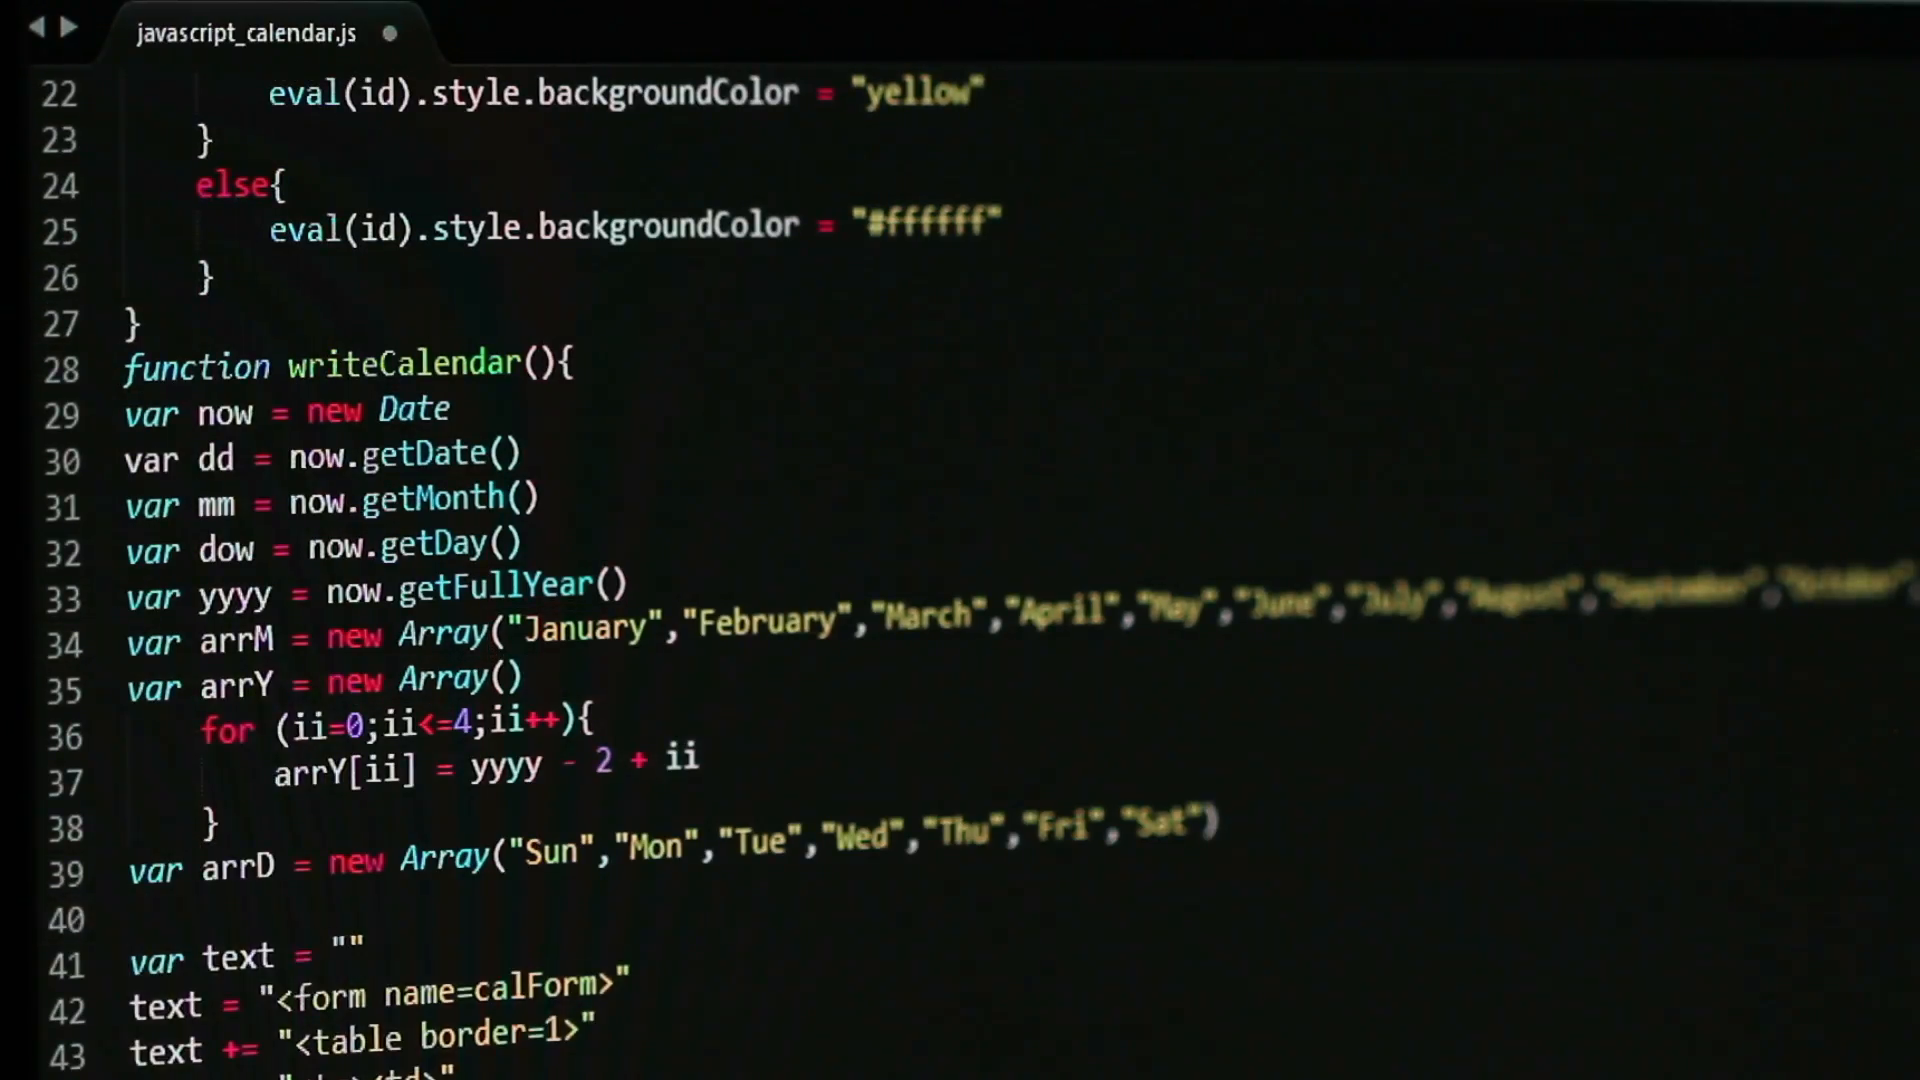 javascript_calendar.js
22 eval(id).style.backgroundColor = "yellow"
23 }
24 else{
25 eval(id).style.backgroundColor = "#ffffff"
26 }
27 }
28 function writeCalendar(){
29 var now = new Date
30 var dd = now.getDate()
31 var mm = now.getMonth()
32 var dow = now.getDay()
33 var yyyy = now.getFullYear()
34 var arrM = new Array("January","February","March","April","May","June","July","August","September","October",
35 var arrY = new Array()
36 for (ii=0;ii<=4;ii++){
37 arrY[ii] = yyyy - 2 + ii
38 }
39 var arrD = new Array("Sun","Mon","Tue","Wed","Thu","Fri","Sat")
40
41 var text = ""
42 text = "<form name=calForm>"
43 text += "<table border=1>"